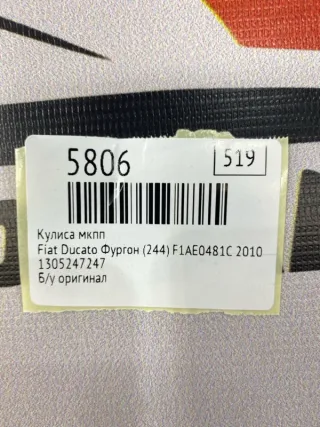 5806
519
Кулиса мкпп
Fiat Ducato Фургон (244) F1AE0481C 2010
1305247247
Б/у оригинал